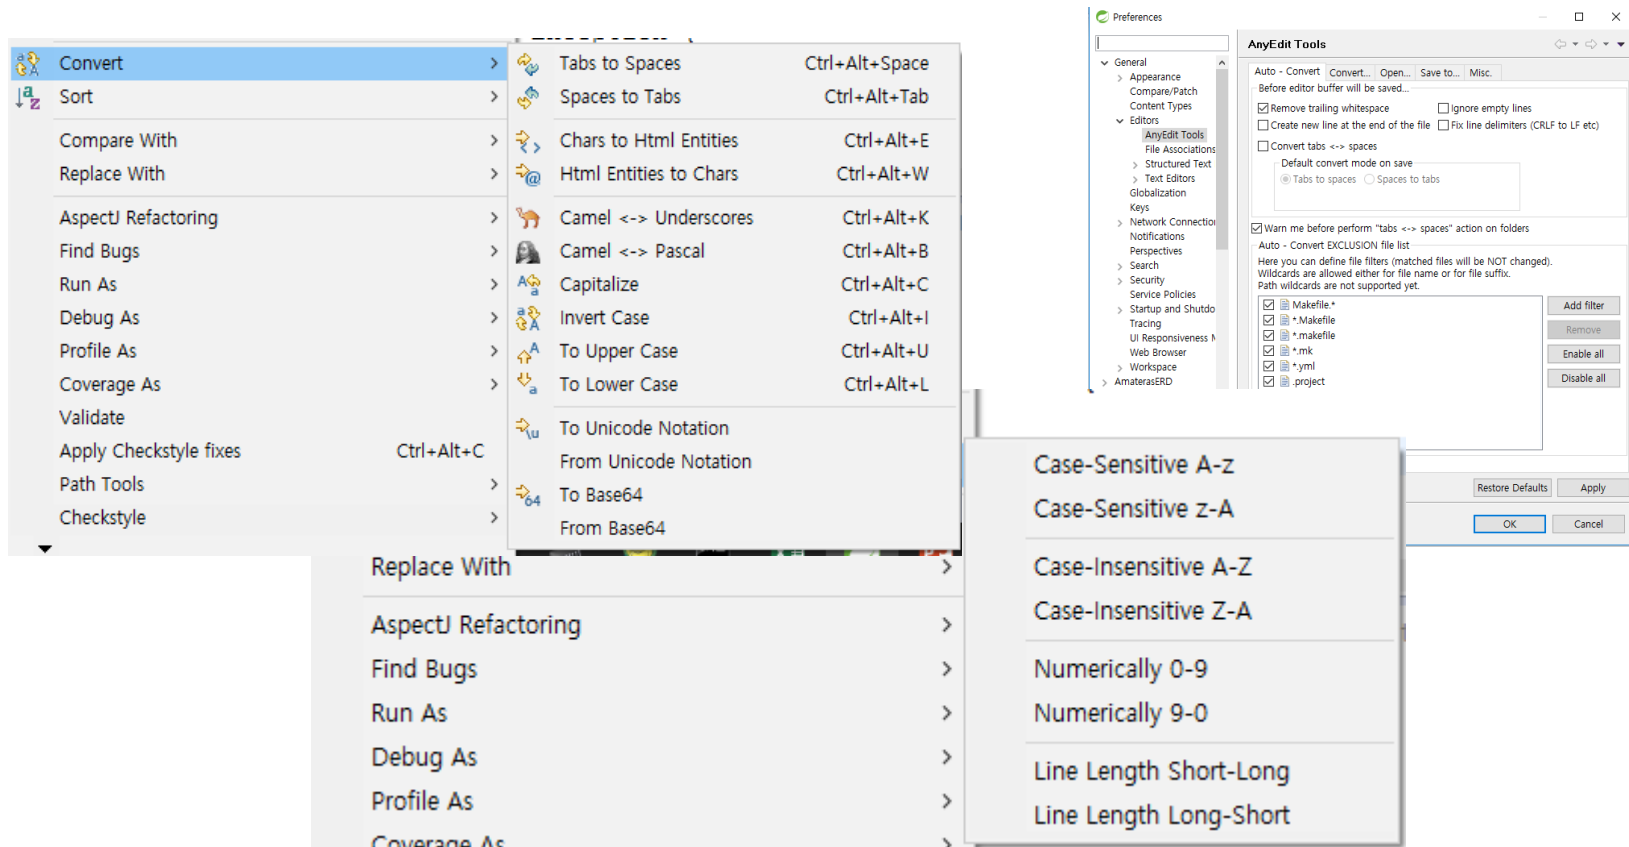 Convert
Sort
Compare With
Replace With
AspectJ Refactoring
Find Bugs
Run As
Debug As
Profile As
Coverage As
Validate
Apply Checkstyle fixes Ctrl+Alt+C
Path Tools
Checkstyle
Tabs to Spaces Ctrl+Alt+Space
Spaces to Tabs Ctrl+Alt+Tab
Chars to Html Entities Ctrl+Alt+E
Html Entities to Chars Ctrl+Alt+W
Camel <-> Underscores Ctrl+Alt+K
Camel <-> Pascal Ctrl+Alt+B
Capitalize Ctrl+Alt+C
Invert Case Ctrl+Alt+I
To Upper Case Ctrl+Alt+U
To Lower Case Ctrl+Alt+L
To Unicode Notation
From Unicode Notation
To Base64
From Base64
Preferences
General
Appearance
Compare/Patch
Content Types
Editors
AnyEdit Tools
File Associations
Structured Text
Text Editors
Globalization
Keys
Network Connection
Notifications
Perspectives
Search
Security
Service Policies
Startup and Shutdo
Tracing
UI Responsiveness M
Web Browser
Workspace
AmaterasERD
AnyEdit Tools
Auto - Convert Convert... Open... Save to... Misc.
Before editor buffer will be saved...
Remove trailing whitespace Ignore empty lines
Create new line at the end of the file Fix line delimiters (CRLF to LF etc)
Convert tabs <-> spaces
Default convert mode on save
Tabs to spaces Spaces to tabs
Warn me before perform "tabs <-> spaces" action on folders
Auto - Convert EXCLUSION file list
Here you can define file filters (matched files will be NOT changed).
Wildcards are allowed either for file name or for file suffix.
Path wildcards are not supported yet.
Makefile.*
*.Makefile
*.makefile
*.mk
*.yml
.project
Add filter
Remove
Enable all
Disable all
Restore Defaults Apply
OK Cancel
Replace With
AspectJ Refactoring
Find Bugs
Run As
Debug As
Profile As
Coverage As
Case-Sensitive A-z
Case-Sensitive z-A
Case-Insensitive A-Z
Case-Insensitive Z-A
Numerically 0-9
Numerically 9-0
Line Length Short-Long
Line Length Long-Short